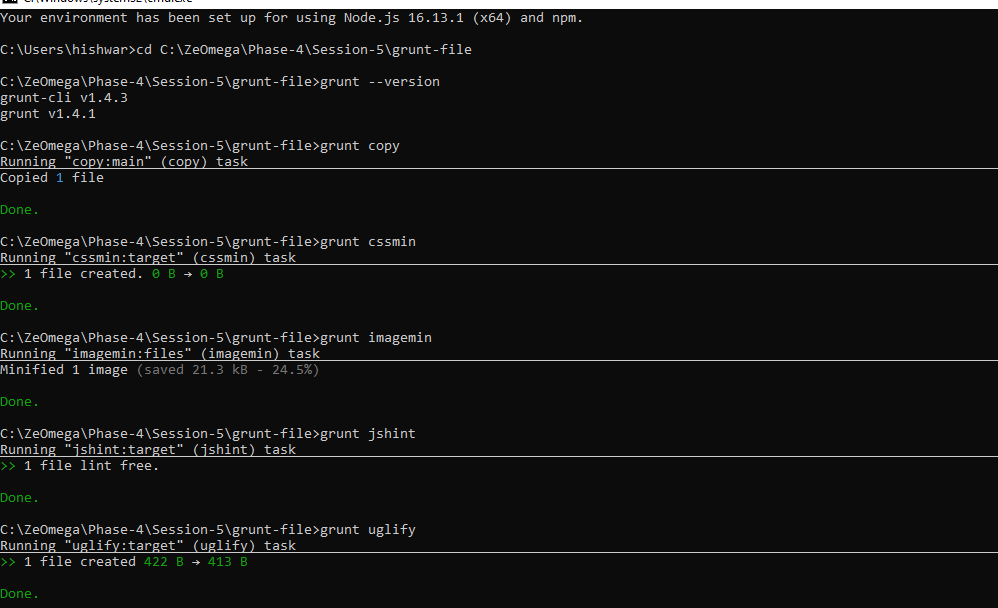 Your environment has been set up for using Node.js 16.13.1 (x64) and npm.
C:\Users\hishwar>cd C:\ZeOmega\Phase-4\Session-5\grunt-file
C:\ZeOmega\Phase-4\Session-5\grunt-file>grunt --version
grunt-cli v1.4.3
grunt v1.4.1
C:\ZeOmega\Phase-4\Session-5\grunt-file>grunt copy
Running "copy:main" (copy) task
Copied 1 file
Done.
C:\ZeOmega\Phase-4\Session-5\grunt-file>grunt cssmin
Running "cssmin:target" (cssmin) task
>> 1 file created. 0 B → 0 B
Done.
C:\ZeOmega\Phase-4\Session-5\grunt-file>grunt imagemin
Running "imagemin:files" (imagemin) task
Minified 1 image (saved 21.3 kB - 24.5%)
Done.
C:\ZeOmega\Phase-4\Session-5\grunt-file>grunt jshint
Running "jshint:target" (jshint) task
>> 1 file lint free.
Done.
C:\ZeOmega\Phase-4\Session-5\grunt-file>grunt uglify
Running "uglify:target" (uglify) task
>> 1 file created 422 B → 413 B
Done.